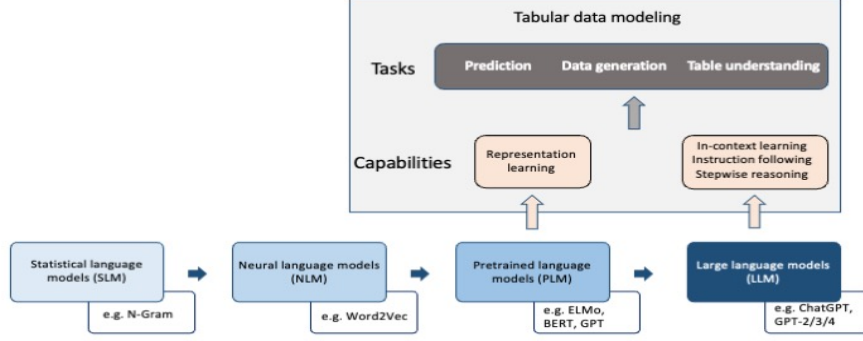 Tabular data modeling
Tasks
Prediction
Data generation
Table understanding
Capabilities
Representation
learning
In-context learning
Instruction following
Stepwise reasoning
Statistical language
models (SLM)
e.g. N-Gram
Neural language models
(NLM)
e.g. Word2Vec
Pretrained language
models (PLM)
e.g. ELMo,
BERT, GPT
Large language models
(LLM)
e.g. ChatGPT,
GPT-2/3/4